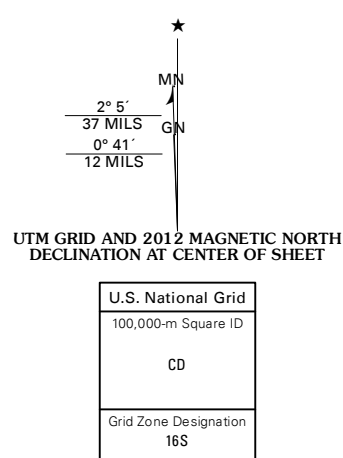 MN
2° 5´
37 MILS
GN
0° 41´
12 MILS
UTM GRID AND 2012 MAGNETIC NORTH
DECLINATION AT CENTER OF SHEET
U.S. National Grid
100,000-m Square ID
CD
Grid Zone Designation
16S